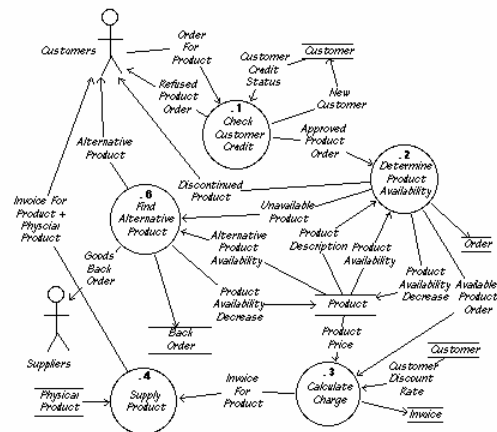 Customers
Order
For
Product
Refused
Product
Order
Customer
Credit
Status
Customer
New
Customer
.1
Check
Customer
Credit
Approved
Product
Order
.2
Determine
Product
Availability
Alternative
Product
Discontinued
Product
.6
Find
Alternative
Product
Unavailable
Product
Product
Description
Product
Availability
Alternative
Product
Availability
Order
Invoice For
Product +
Physcial
Product
Goods
Back
Order
Product
Availability
Decrease
Product
Product
Availability
Decrease
Available
Product
Order
Suppliers
Back
Order
Product
Price
Customer
Physical
Product
.4
Supply
Product
Invoice
For
Product
.3
Calculate
Charge
Customer
Discount
Rate
Invoice